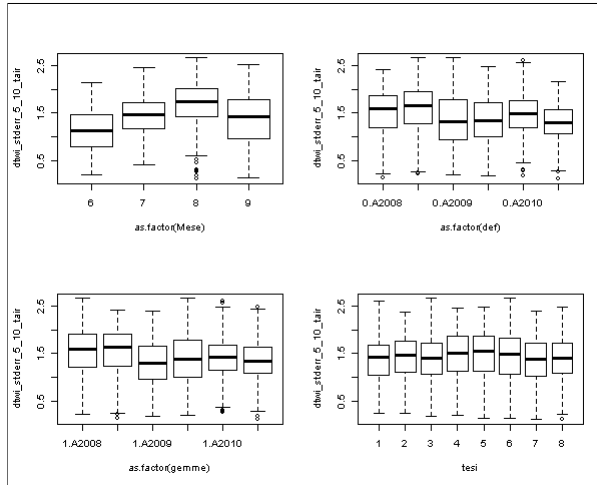 dtwi_stderr_5_10_tair
2.5
1.5
0.5
6 7 8 9
as.factor(Mese)
dtwi_stderr_5_10_tair
2.5
1.5
0.5
0.A2008 0.A2009 0.A2010
as.factor(def)
dtwi_stderr_5_10_tair
2.5
1.5
0.5
1.A2008 1.A2009 1.A2010
as.factor(gemme)
dtwi_stderr_5_10_tair
2.5
1.5
0.5
1 2 3 4 5 6 7 8
tesi